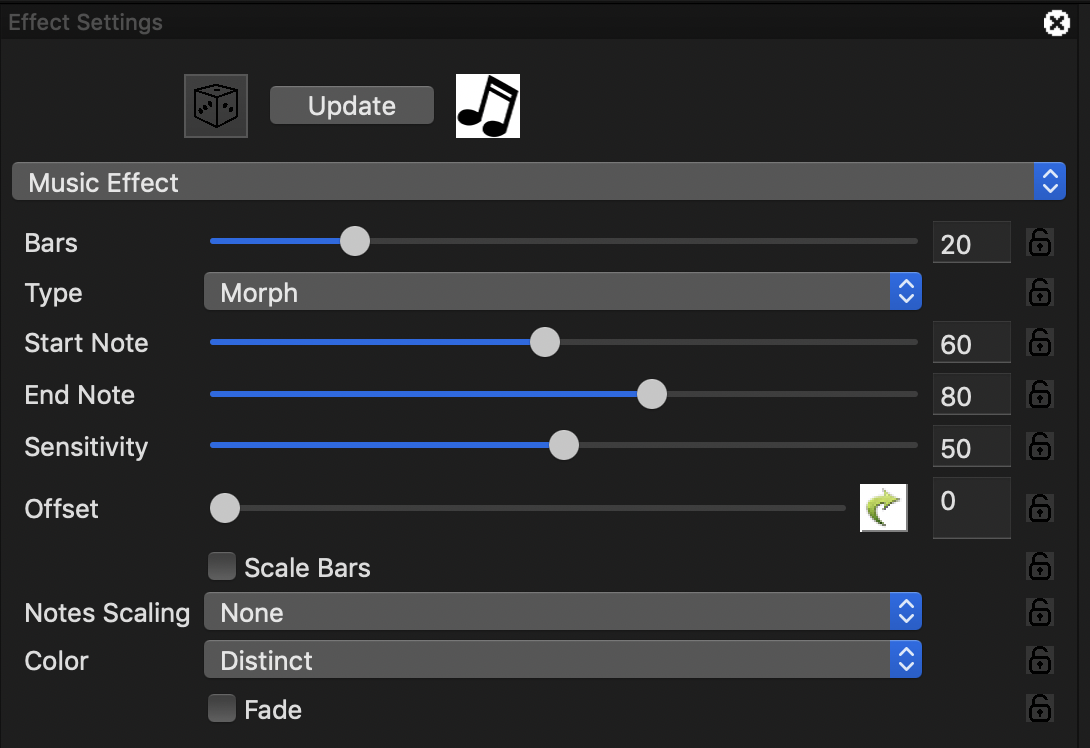 Effect Settings
Update
Music Effect
Bars 20
Type Morph
Start Note 60
End Note 80
Sensitivity 50
Offset 0
Scale Bars
Notes Scaling None
Color Distinct
Fade